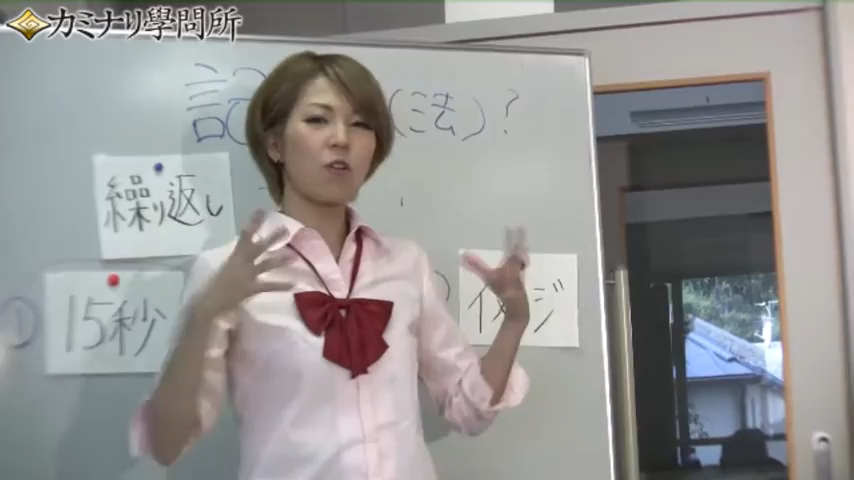 カミナリ學問所
記 (法)?
繰り返し
① 15秒
イメージ